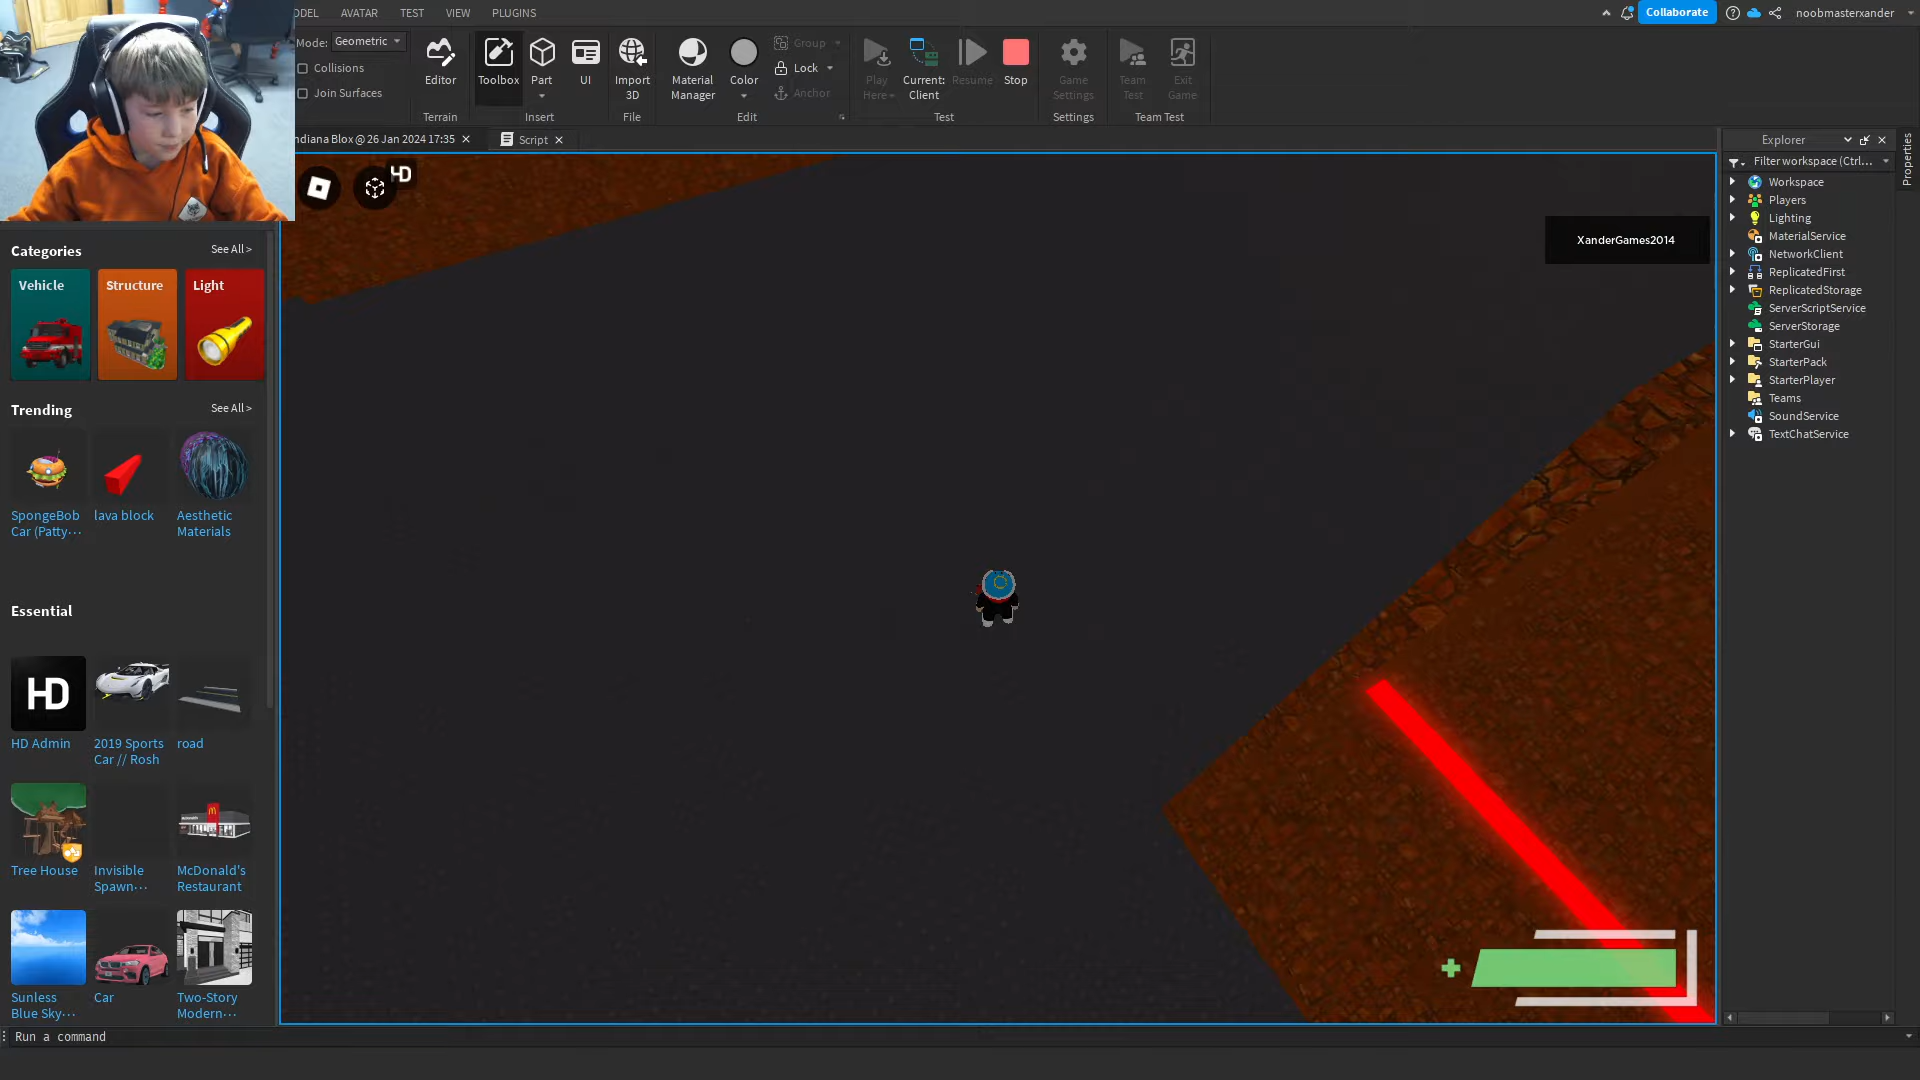 ODEL
AVATAR
TEST
VIEW
PLUGINS
Collaborate
noobmasterxander
Mode:
Geometric
Collisions
Join Surfaces
Editor
Terrain
Toolbox
Part
UI
Insert
Import
3D
File
Material
Manager
Color
Group
Lock
Anchor
Edit
Play
Here
Current:
Client
Resume
Stop
Test
Game
Settings
Settings
Team
Test
Exit
Game
Team Test
ndiana Blox @ 26 Jan 2024 17:35
Script
HD
XanderGames2014
Explorer
Filter workspace (Ctrl...
Workspace
Players
Lighting
MaterialService
NetworkClient
ReplicatedFirst
ReplicatedStorage
ServerScriptService
ServerStorage
StarterGui
StarterPack
StarterPlayer
Teams
SoundService
TextChatService
Properties
Categories
See All >
Vehicle
Structure
Light
Trending
See All >
SpongeBob
Car (Patty...
lava block
Aesthetic
Materials
Essential
HD
HD Admin
2019 Sports
Car // Rosh
road
Tree House
Invisible
Spawn...
McDonald's
Restaurant
Sunless
Blue Sky...
Car
Two-Story
Modern...
Run a command